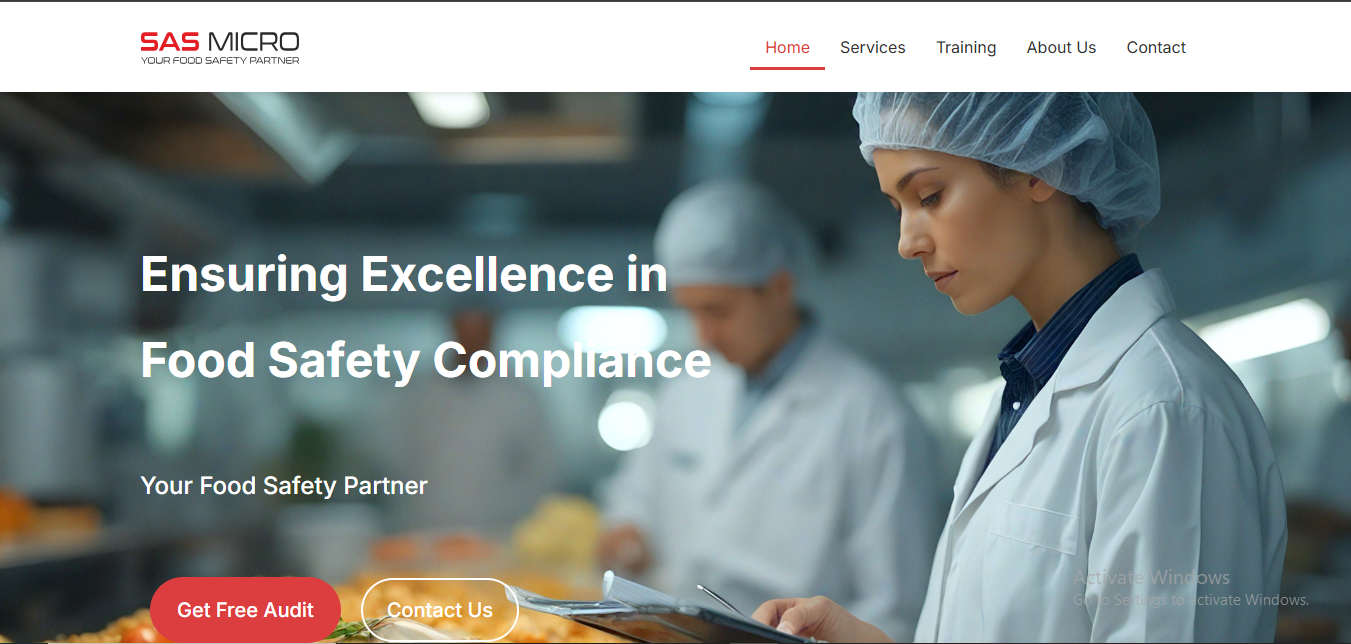 SAS MICRO
YOUR FOOD SAFETY PARTNER
Home Services Training About Us Contact
Ensuring Excellence in
Food Safety Compliance
Your Food Safety Partner
Get Free Audit Contact Us
Activate Windows
Go to Settings to activate Windows.